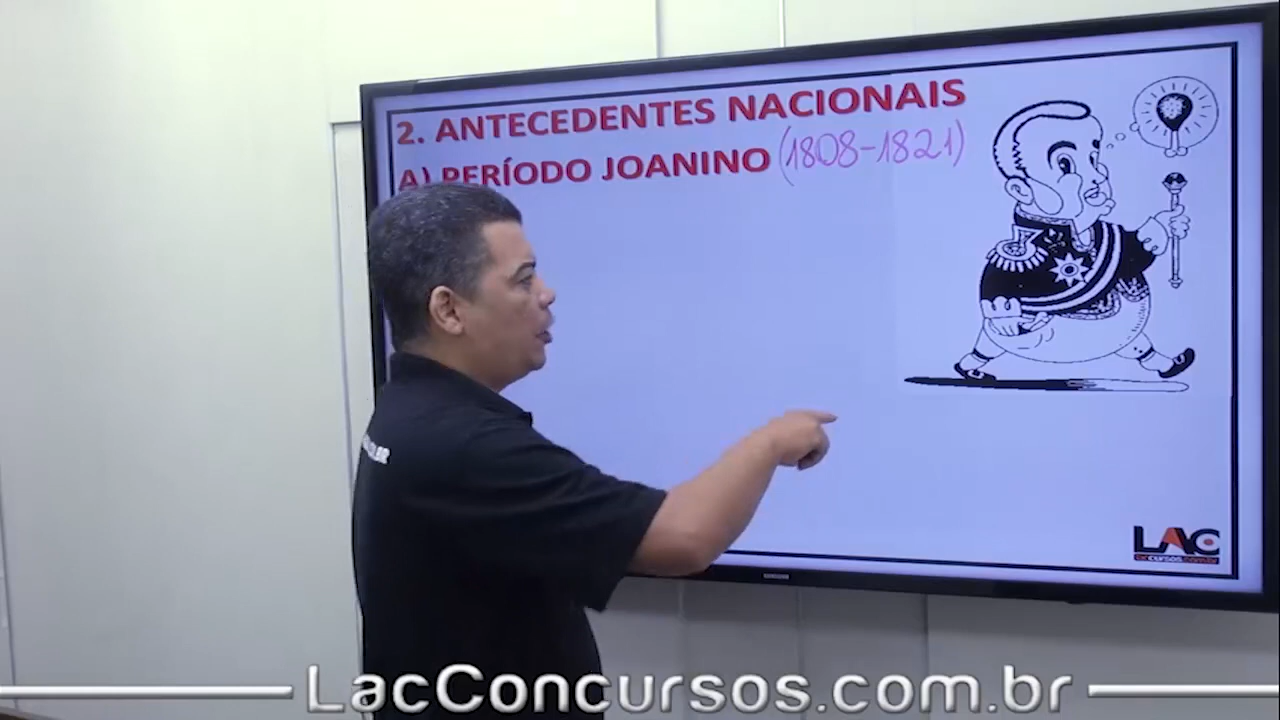 2. ANTECEDENTES NACIONAIS
A) PERÍODO JOANINO (1808-1821)
LAC
LacConcursos.com.br